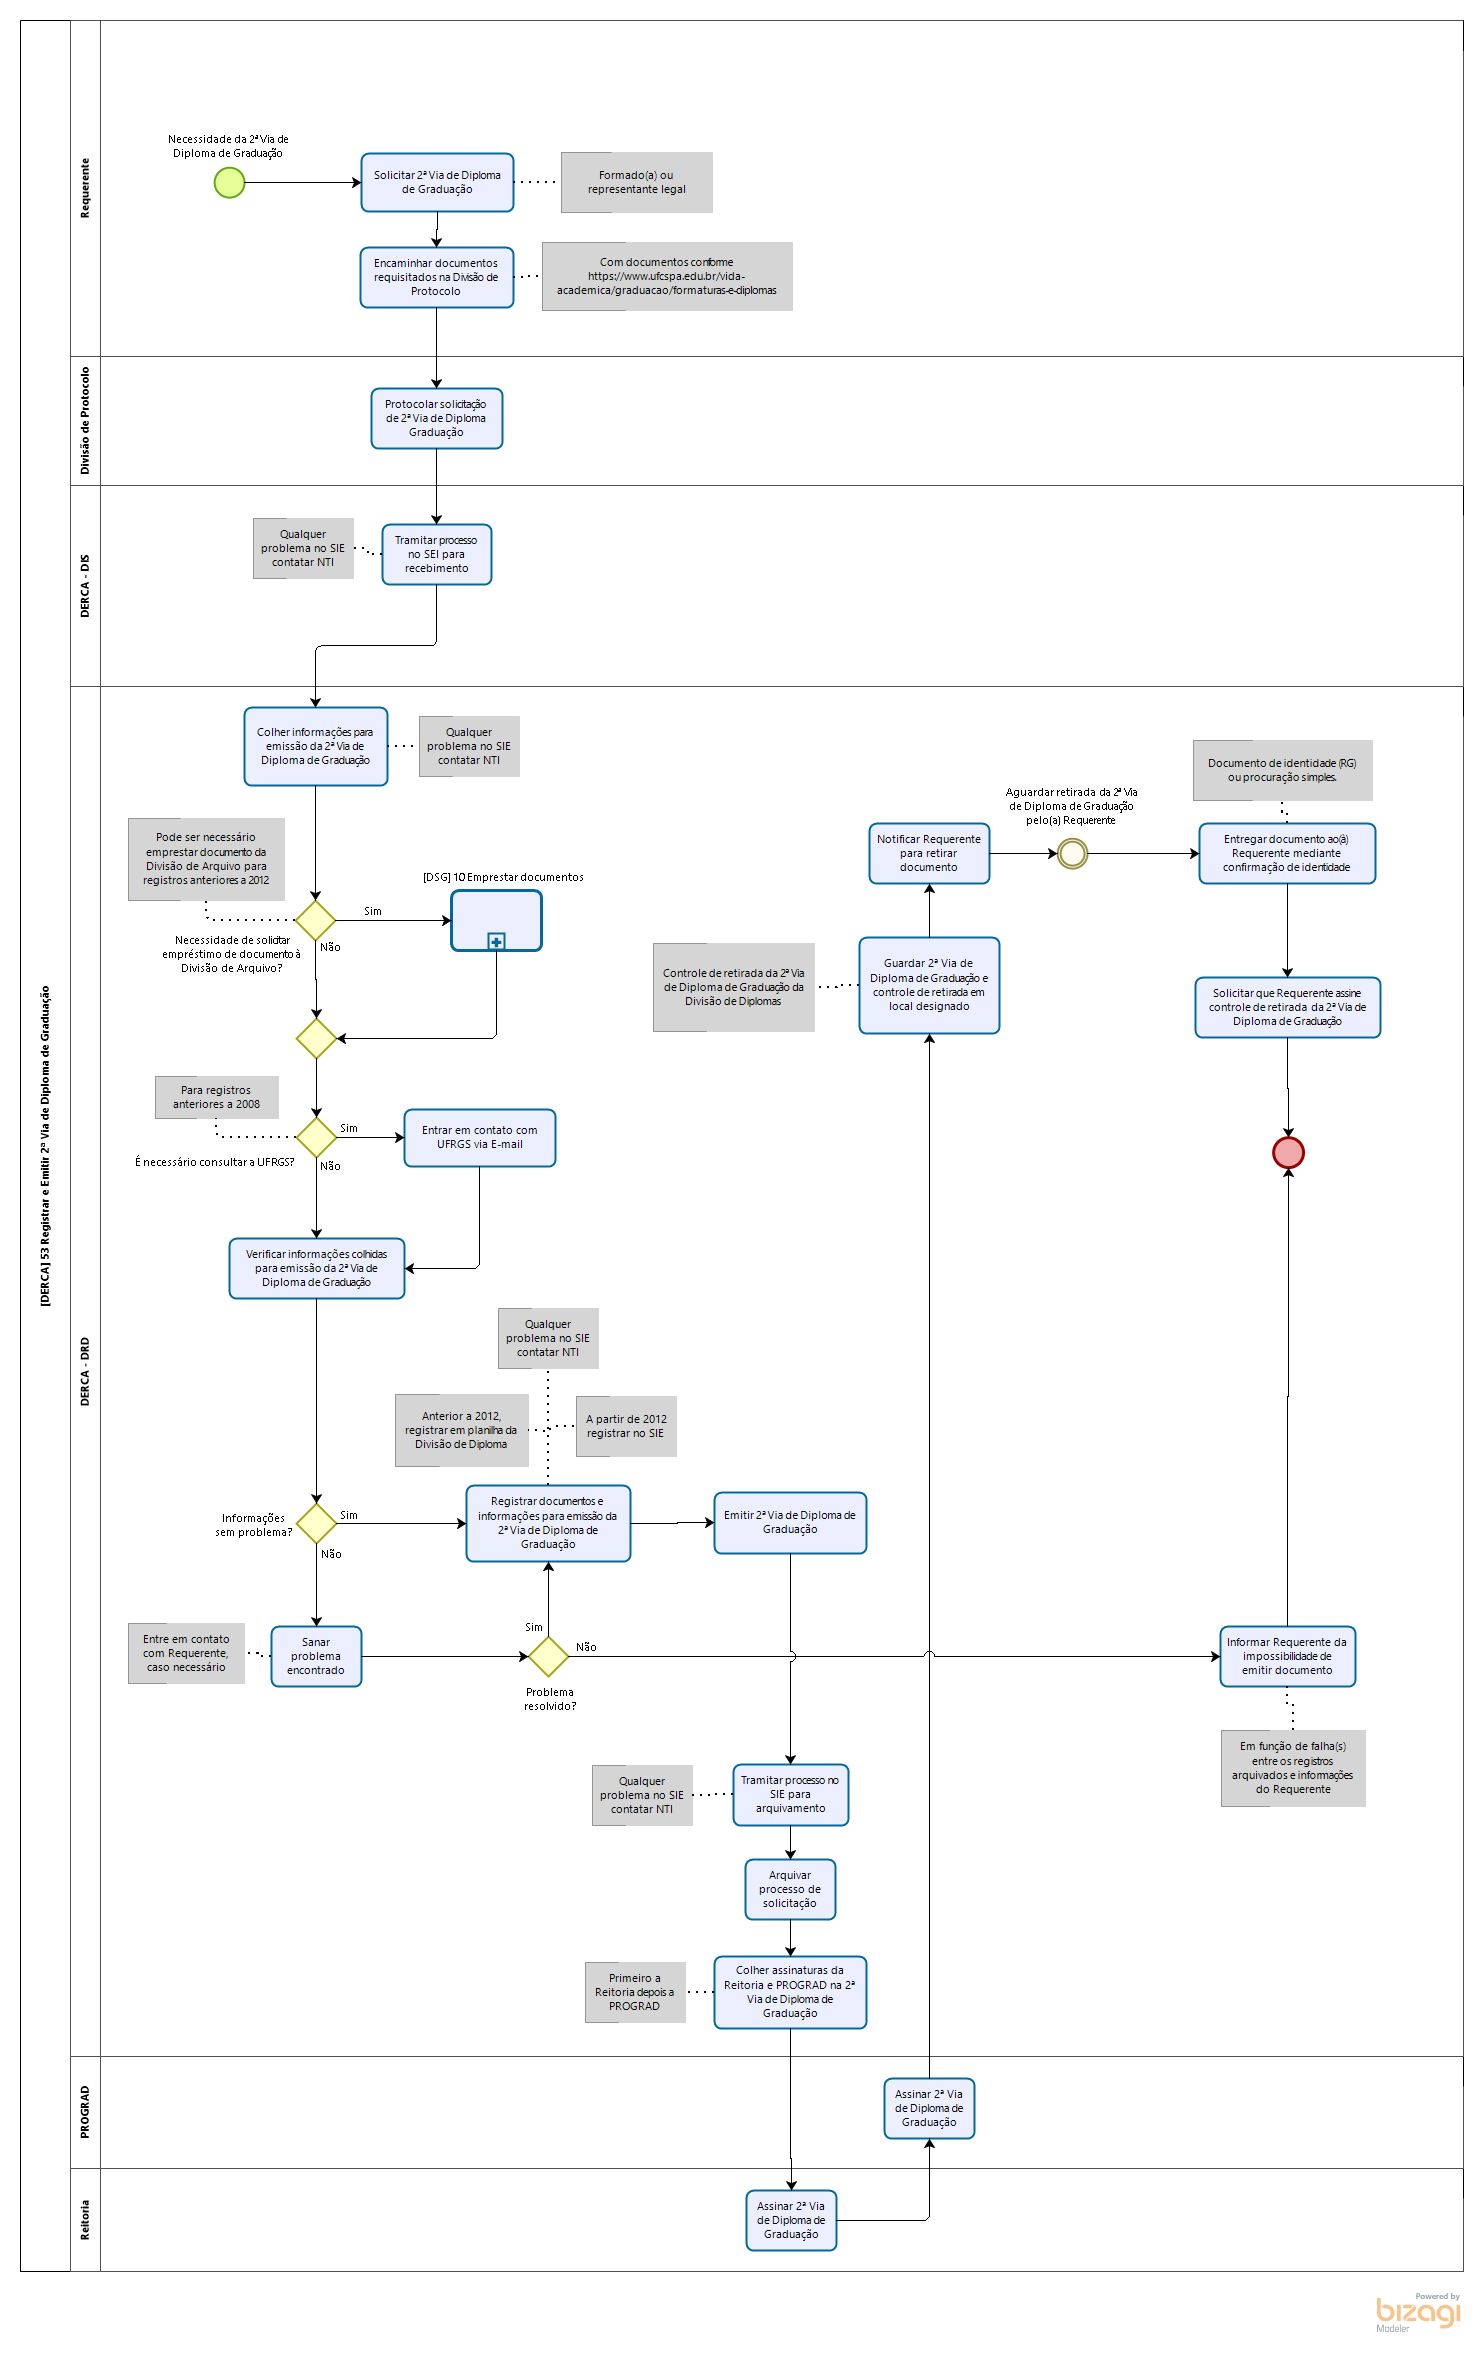 [DERCA] 53 Registrar e Emitir 2ª Via de Diploma de Graduação
Requerente
Necessidade da 2ª Via de
Diploma de Graduação
Solicitar 2ª Via de Diploma
de Graduação
Formado(a) ou
representante legal
Encaminhar documentos
requisitados na Divisão de
Protocolo
Com documentos conforme
https://www.ufcspa.edu.br/vida-
academica/graduacao/formaturas-e-diplomas
Divisão de Protocolo
Protocolar solicitação
de 2ª Via de Diploma
Graduação
DERCA - DIS
Qualquer
problema no SIE
contatar NTI
Tramitar processo
no SEI para
recebimento
DERCA - DRD
Colher informações para
emissão da 2ª Via de
Diploma de Graduação
Qualquer
problema no SIE
contatar NTI
Pode ser necessário
emprestar documento da
Divisão de Arquivo para
registros anteriores a 2012
[DSG] 10 Emprestar documentos
Sim
Não
Necessidade de solicitar
empréstimo de documento à
Divisão de Arquivo?
Para registros
anteriores a 2008
Sim
Entrar em contato com
UFRGS via E-mail
É necessário consultar a UFRGS?
Não
Verificar informações colhidas
para emissão da 2ª Via de
Diploma de Graduação
Qualquer
problema no SIE
contatar NTI
Anterior a 2012,
registrar em planilha da
Divisão de Diploma
A partir de 2012
registrar no SIE
Informações
sem problema?
Sim
Não
Registrar documentos e
informações para emissão da
2ª Via de Diploma de
Graduação
Emitir 2ª Via de Diploma de
Graduação
Entre em contato
com Requerente,
caso necessário
Sanar
problema
encontrado
Sim
Não
Problema
resolvido?
Informar Requerente da
impossibilidade de
emitir documento
Em função de falha(s)
entre os registros
arquivados e informações
do Requerente
Qualquer
problema no SIE
contatar NTI
Tramitar processo no
SIE para
arquivamento
Arquivar
processo de
solicitação
Primeiro a
Reitoria depois a
PROGRAD
Colher assinaturas da
Reitoria e PROGRAD na 2ª
Via de Diploma de
Graduação
Controle de retirada da 2ª Via
de Diploma de Graduação da
Divisão de Diplomas
Guardar 2ª Via de
Diploma de Graduação e
controle de retirada em
local designado
Notificar Requerente
para retirar
documento
Aguardar retirada da 2ª Via
de Diploma de Graduação
pelo(a) Requerente
Documento de identidade (RG)
ou procuração simples.
Entregar documento ao(à)
Requerente mediante
confirmação de identidade
Solicitar que Requerente assine
controle de retirada da 2ª Via de
Diploma de Graduação
PROGRAD
Assinar 2ª Via
de Diploma de
Graduação
Reitoria
Assinar 2ª Via
de Diploma de
Graduação
Powered by
bizagi
Modeler